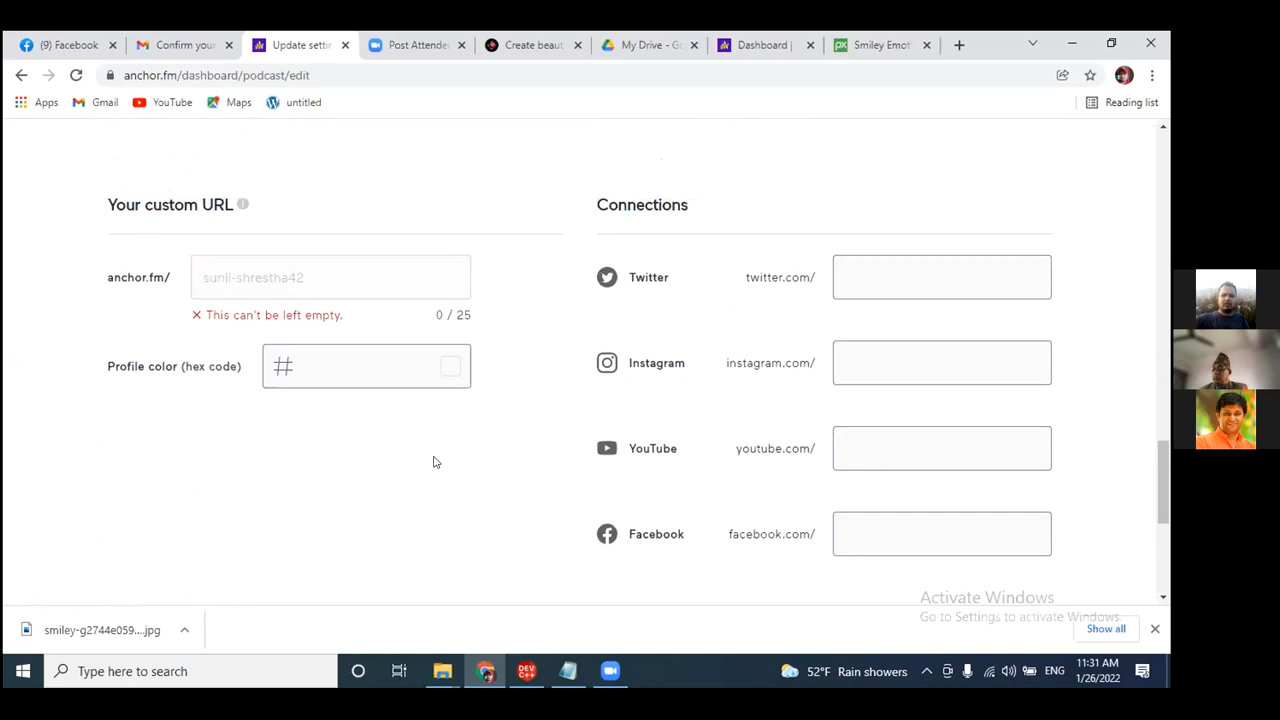 (9) Facebook
Confirm your
Update settin
Post Attende
Create beaut
My Drive - Go
Dashboard |
Smiley Emot
anchor.fm/dashboard/podcast/edit
Apps
Gmail
YouTube
Maps
untitled
Reading list
Your custom URL
Connections
anchor.fm/
sunil-shrestha42
This can't be left empty.
0 / 25
Profile color (hex code)
#
Twitter
twitter.com/
Instagram
instagram.com/
YouTube
youtube.com/
Facebook
facebook.com/
Activate Windows
Go to Settings to activate Windows.
smiley-g2744e059....jpg
Show all
Type here to search
DEV
C++
52°F Rain showers
ENG
11:31 AM
1/26/2022